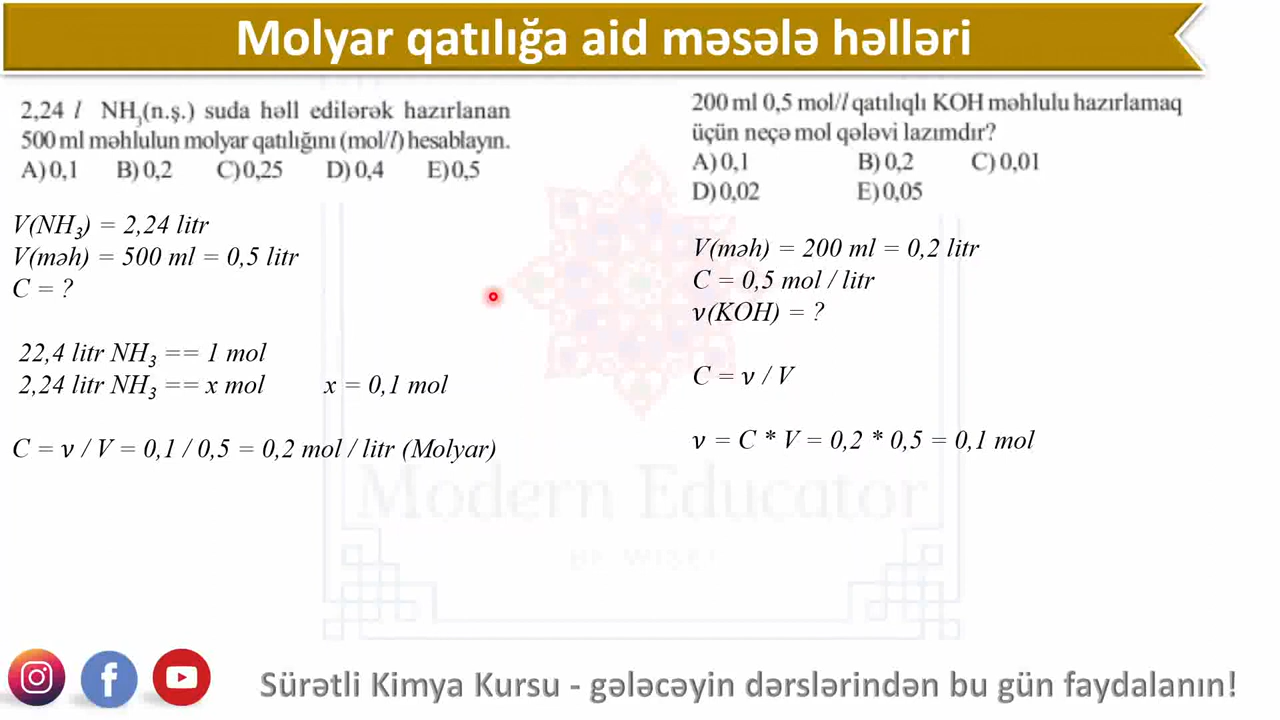 Molyar qatılığa aid məsələ həlləri
2,24 l NH₃(n.ş.) suda həll edilərək hazırlanan
500 ml məhlulun molyar qatılığını (mol/l) hesablayın.
A) 0,1 B) 0,2 C) 0,25 D) 0,4 E) 0,5
V(NH₃) = 2,24 litr
V(məh) = 500 ml = 0,5 litr
C = ?
22,4 litr NH₃ == 1 mol
2,24 litr NH₃ == x mol x = 0,1 mol
C = ν / V = 0,1 / 0,5 = 0,2 mol / litr (Molyar)
200 ml 0,5 mol/l qatılıqlı KOH məhlulu hazırlamaq
üçün neçə mol qələvi lazımdır?
A) 0,1 B) 0,2 C) 0,01
D) 0,02 E) 0,05
V(məh) = 200 ml = 0,2 litr
C = 0,5 mol / litr
ν(KOH) = ?
C = ν / V
ν = C * V = 0,2 * 0,5 = 0,1 mol
Modern Educator
BE WISE!
Sürətli Kimya Kursu - gələcəyin dərslərindən bu gün faydalanın!